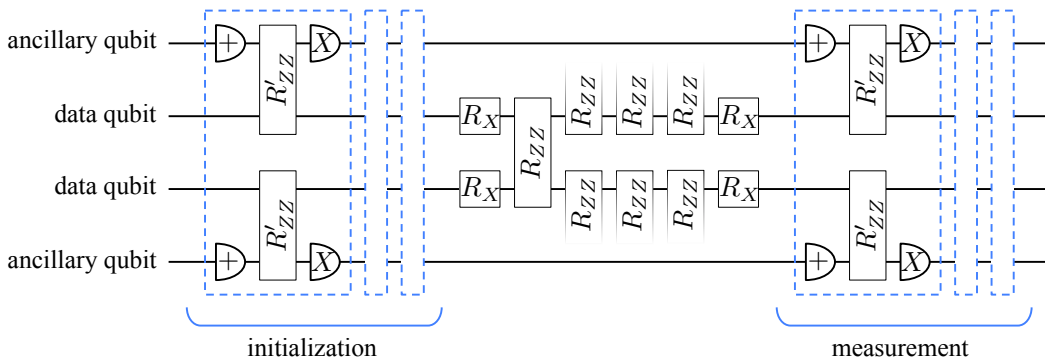 ancillary qubit + R'ZZ X + R'ZZ X
data qubit RX RZZ RZZ RZZ RZZ RX
data qubit RX RZZ RZZ RZZ RX
ancillary qubit + R'ZZ X + R'ZZ X
initialization measurement